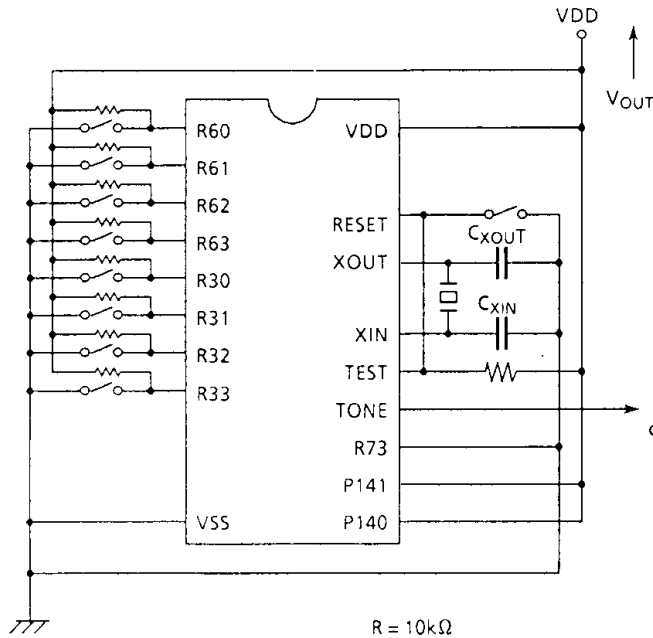 VDD
VOUT
R60
R61
R62
R63
R30
R31
R32
R33
VSS
VDD
RESET
XOUT
XIN
TEST
TONE
R73
P141
P140
CXOUT
CXIN
R = 10kΩ